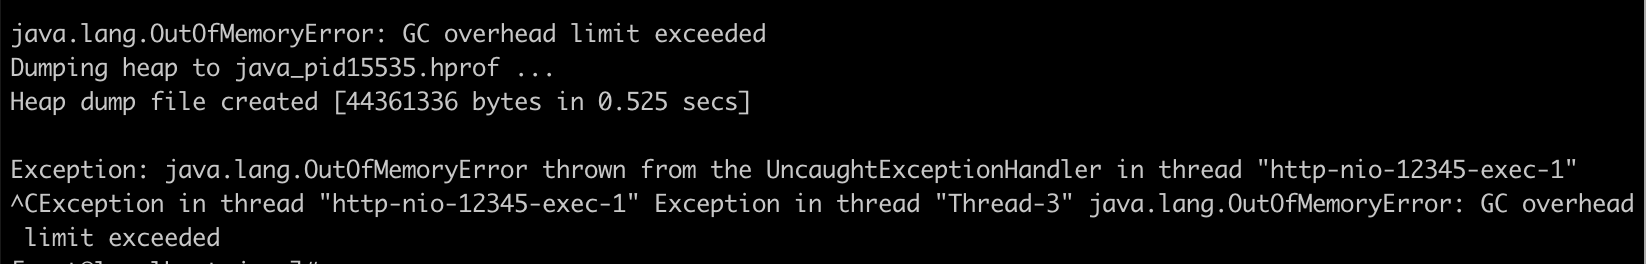 java.lang.OutOfMemoryError: GC overhead limit exceeded
Dumping heap to java_pid15535.hprof ...
Heap dump file created [44361336 bytes in 0.525 secs]
Exception: java.lang.OutOfMemoryError thrown from the UncaughtExceptionHandler in thread "http-nio-12345-exec-1"
^CException in thread "http-nio-12345-exec-1" Exception in thread "Thread-3" java.lang.OutOfMemoryError: GC overhead
limit exceeded